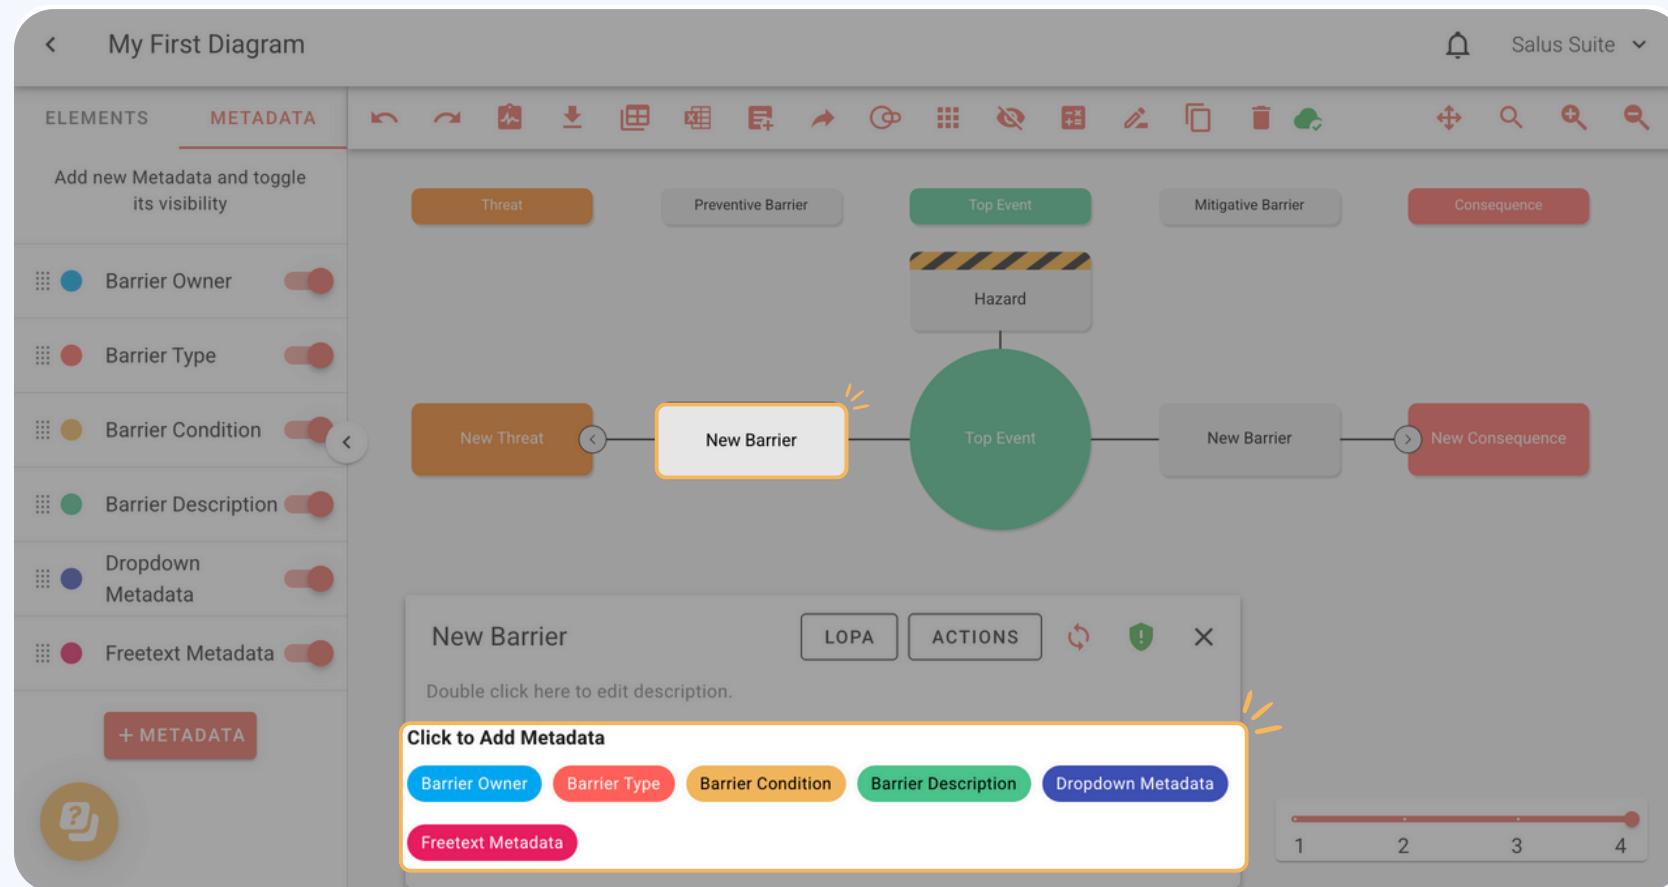 My First Diagram
Salus Suite
ELEMENTS
METADATA
Add new Metadata and toggle
its visibility
Barrier Owner
Barrier Type
Barrier Condition
Barrier Description
Dropdown
Metadata
Freetext Metadata
+ METADATA
?
Threat
Preventive Barrier
Top Event
Mitigative Barrier
Consequence
Hazard
New Threat
New Barrier
Top Event
New Barrier
New Consequence
New Barrier
LOPA
ACTIONS
Double click here to edit description.
Click to Add Metadata
Barrier Owner
Barrier Type
Barrier Condition
Barrier Description
Dropdown Metadata
Freetext Metadata
1 2 3 4